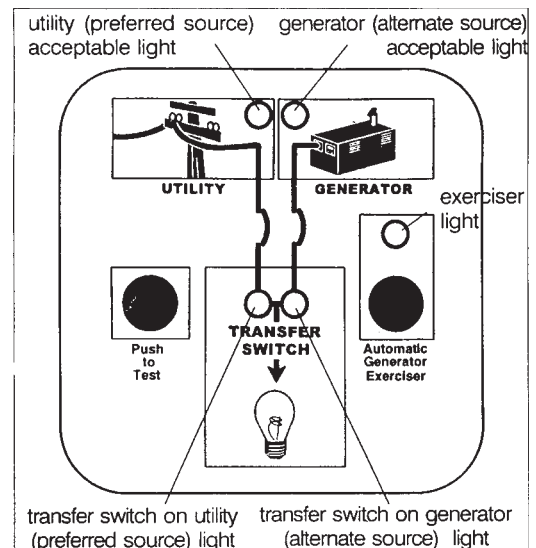 utility (preferred source)
acceptable light
generator (alternate source)
acceptable light
UTILITY
GENERATOR
exerciser
light
Push
to
Test
TRANSFER
SWITCH
Automatic
Generator
Exerciser
transfer switch on utility
(preferred source) light
transfer switch on generator
(alternate source) light